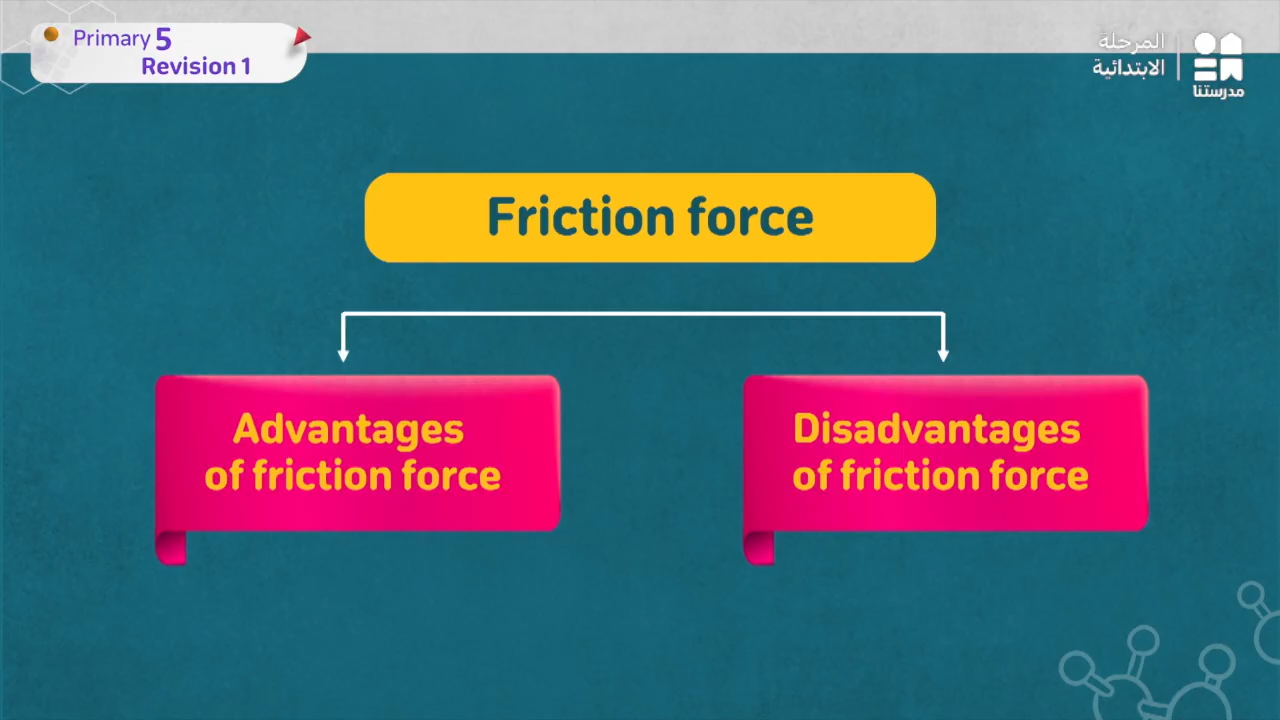 Primary 5
Revision 1
المرحلة
الابتدائية
مدرستنا
Friction force
Advantages
of friction force
Disadvantages
of friction force